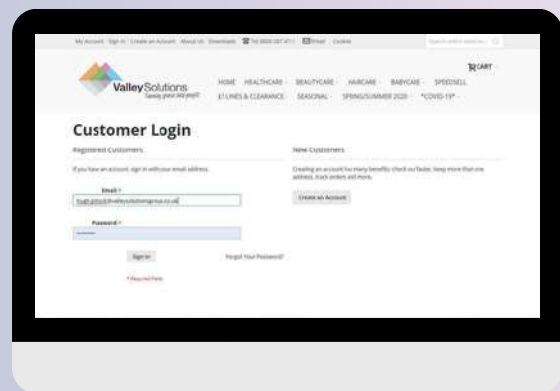 My Account Sign In Create an Account About Us Downloads Email Cookies
CART
ValleySolutions
HOME HEALTHCARE BEAUTYCARE HAIRCARE BABYCARE SPEEDSELL
£1 LINES & CLEARANCE SEASONAL SPRING/SUMMER 2020 *COVID-19*
Customer Login
Registered Customers
New Customers
If you have an account, sign in with your email address.
Creating an account has many benefits: check out faster, keep more than one
address, track orders and more.
Email *
Create an Account
Password *
Sign In
Forgot Your Password?
* Required Fields